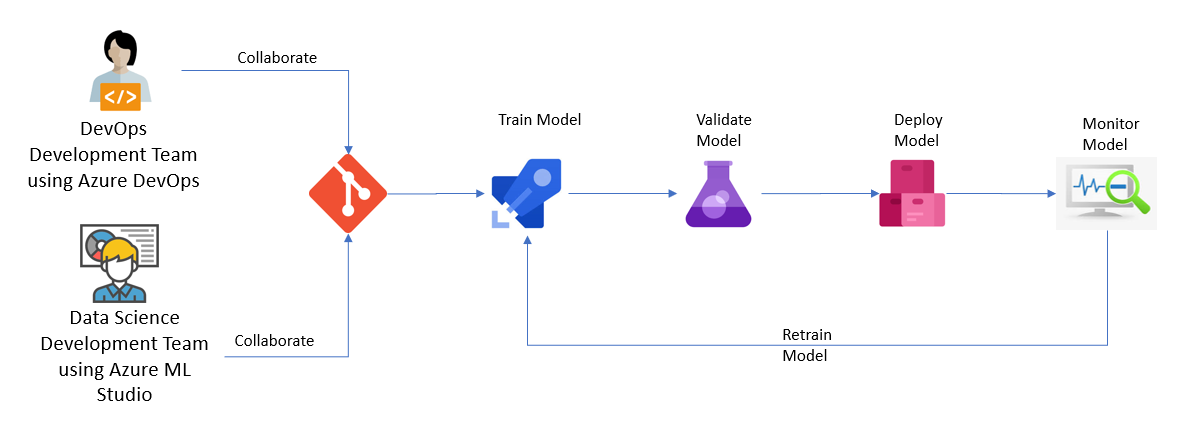 Collaborate
</>
DevOps
Development Team
using Azure DevOps
Train Model
Validate
Model
Deploy
Model
Monitor
Model
Data Science
Development Team
using Azure ML
Studio
Collaborate
Retrain
Model